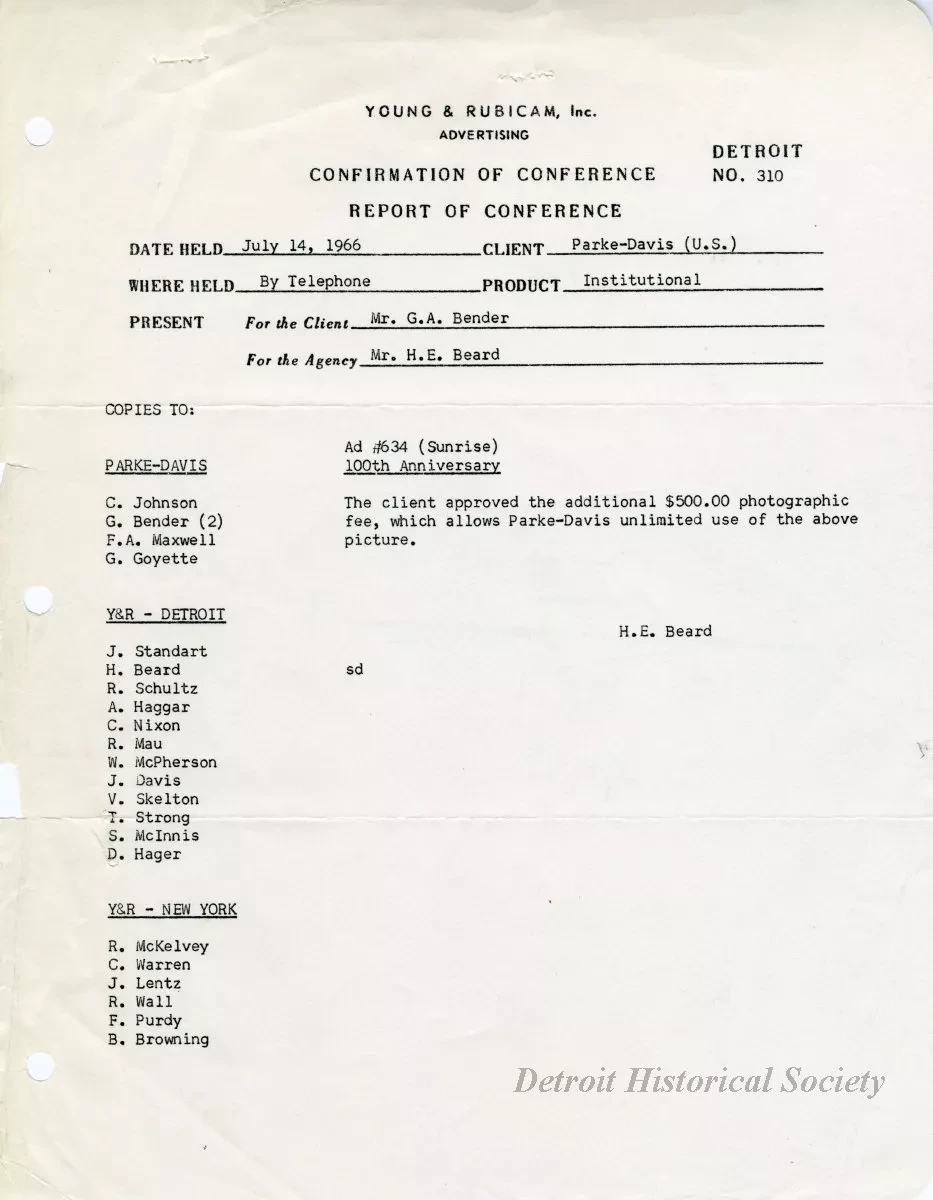 YOUNG & RUBICAM, Inc.
ADVERTISING
DETROIT
CONFIRMATION OF CONFERENCE NO. 310
REPORT OF CONFERENCE
DATE HELD July 14, 1966 CLIENT Parke-Davis (U.S.)
WHERE HELD By Telephone PRODUCT Institutional
PRESENT For the Client Mr. G.A. Bender
For the Agency Mr. H.E. Beard
COPIES TO:
Ad #634 (Sunrise)
PARKE-DAVIS 100th Anniversary
C. Johnson The client approved the additional $500.00 photographic
G. Bender (2) fee, which allows Parke-Davis unlimited use of the above
F.A. Maxwell picture.
G. Goyette
Y&R - DETROIT
H.E. Beard
J. Standart
H. Beard sd
R. Schultz
A. Haggar
C. Nixon
R. Mau
W. McPherson
J. Davis
V. Skelton
T. Strong
S. McInnis
D. Hager
Y&R - NEW YORK
R. McKelvey
C. Warren
J. Lentz
R. Wall
F. Purdy
B. Browning
Detroit Historical Society